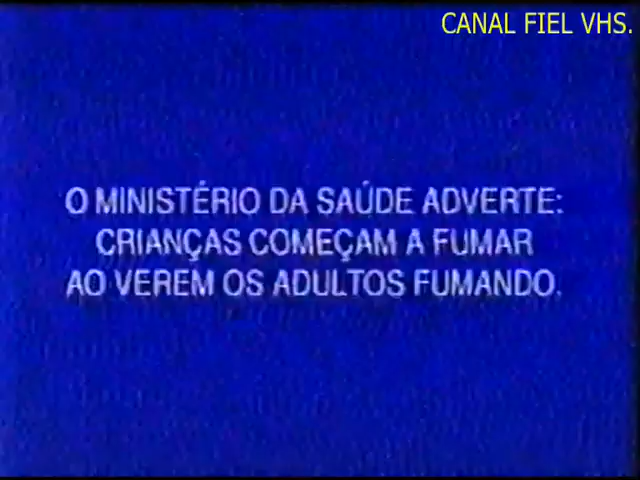 CANAL FIEL VHS.
O MINISTÉRIO DA SAÚDE ADVERTE:
CRIANÇAS COMEÇAM A FUMAR
AO VEREM OS ADULTOS FUMANDO.